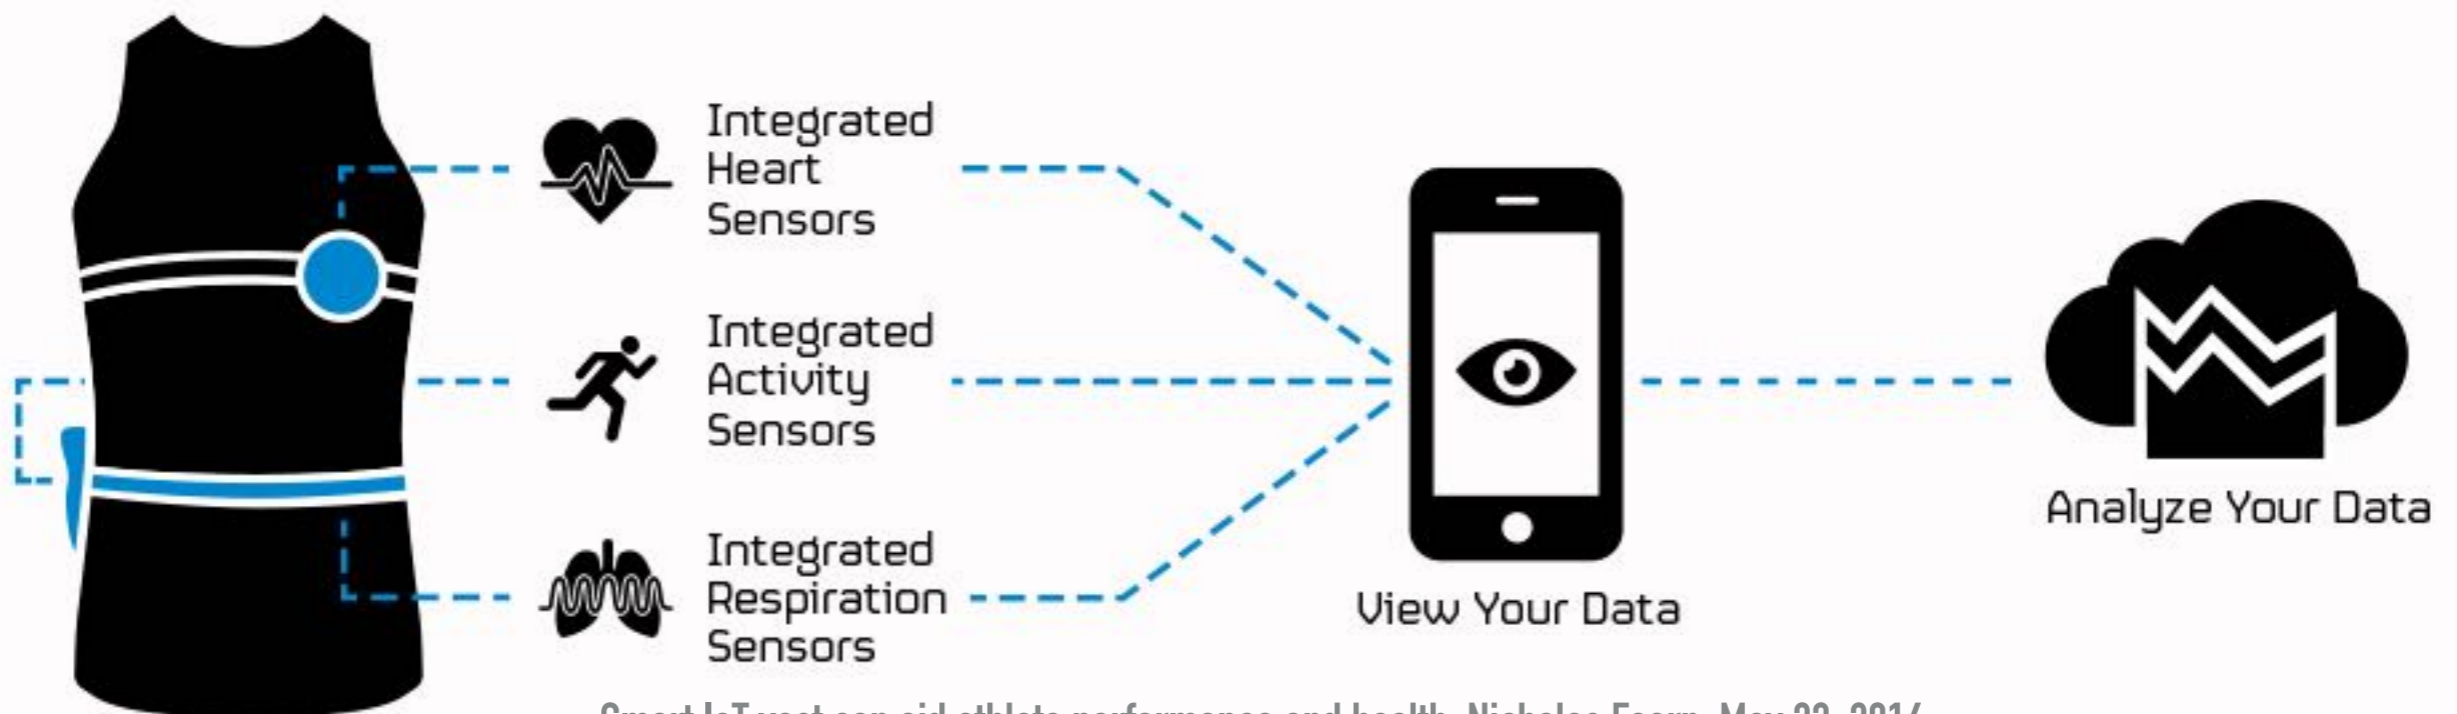 Integrated
Heart
Sensors
Integrated
Activity
Sensors
Integrated
Respiration
Sensors
View Your Data
Analyze Your Data
Smart IoT vest can aid athlete performance and health, Nicholas Fearn, May